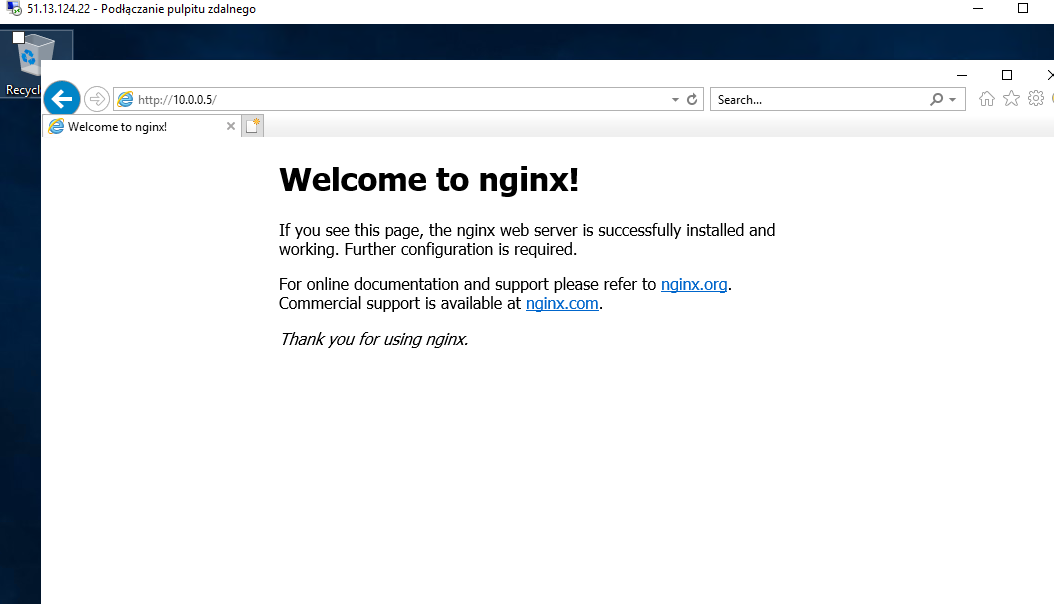 51.13.124.22 - Podłączanie pulpitu zdalnego
Recycl
http://10.0.0.5/
Search...
Welcome to nginx!
Welcome to nginx!
If you see this page, the nginx web server is successfully installed and
working. Further configuration is required.
For online documentation and support please refer to nginx.org.
Commercial support is available at nginx.com.
Thank you for using nginx.